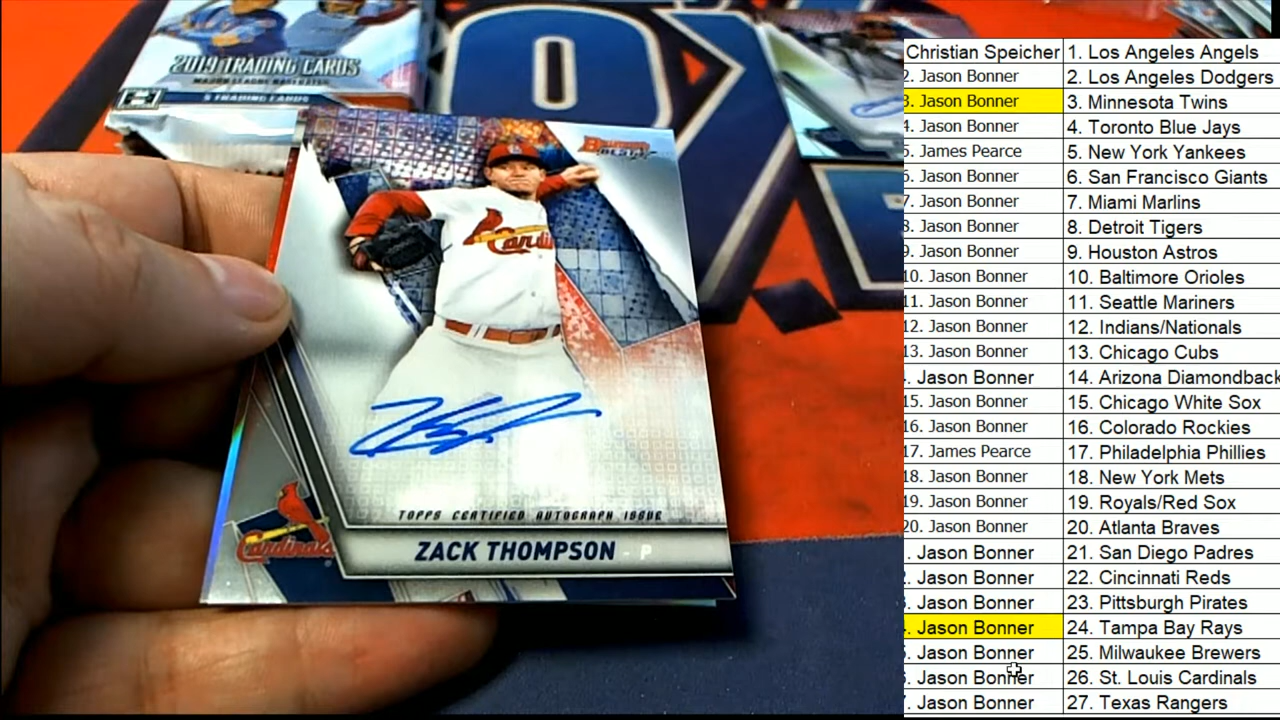 2019 TRADING CARDS
5 TRADING CARDS
BEST
Cardin
TOPPS CERTIFIED AUTOGRAPH ISSUE
Cardinals
ZACK THOMPSON - P
Christian Speicher 1. Los Angeles Angels
2. Jason Bonner 2. Los Angeles Dodgers
3. Jason Bonner 3. Minnesota Twins
4. Jason Bonner 4. Toronto Blue Jays
5. James Pearce 5. New York Yankees
6. Jason Bonner 6. San Francisco Giants
7. Jason Bonner 7. Miami Marlins
8. Jason Bonner 8. Detroit Tigers
9. Jason Bonner 9. Houston Astros
10. Jason Bonner 10. Baltimore Orioles
11. Jason Bonner 11. Seattle Mariners
12. Jason Bonner 12. Indians/Nationals
13. Jason Bonner 13. Chicago Cubs
. Jason Bonner 14. Arizona Diamondback
15. Jason Bonner 15. Chicago White Sox
16. Jason Bonner 16. Colorado Rockies
17. James Pearce 17. Philadelphia Phillies
18. Jason Bonner 18. New York Mets
19. Jason Bonner 19. Royals/Red Sox
20. Jason Bonner 20. Atlanta Braves
. Jason Bonner 21. San Diego Padres
. Jason Bonner 22. Cincinnati Reds
. Jason Bonner 23. Pittsburgh Pirates
. Jason Bonner 24. Tampa Bay Rays
. Jason Bonner 25. Milwaukee Brewers
. Jason Bonner 26. St. Louis Cardinals
. Jason Bonner 27. Texas Rangers